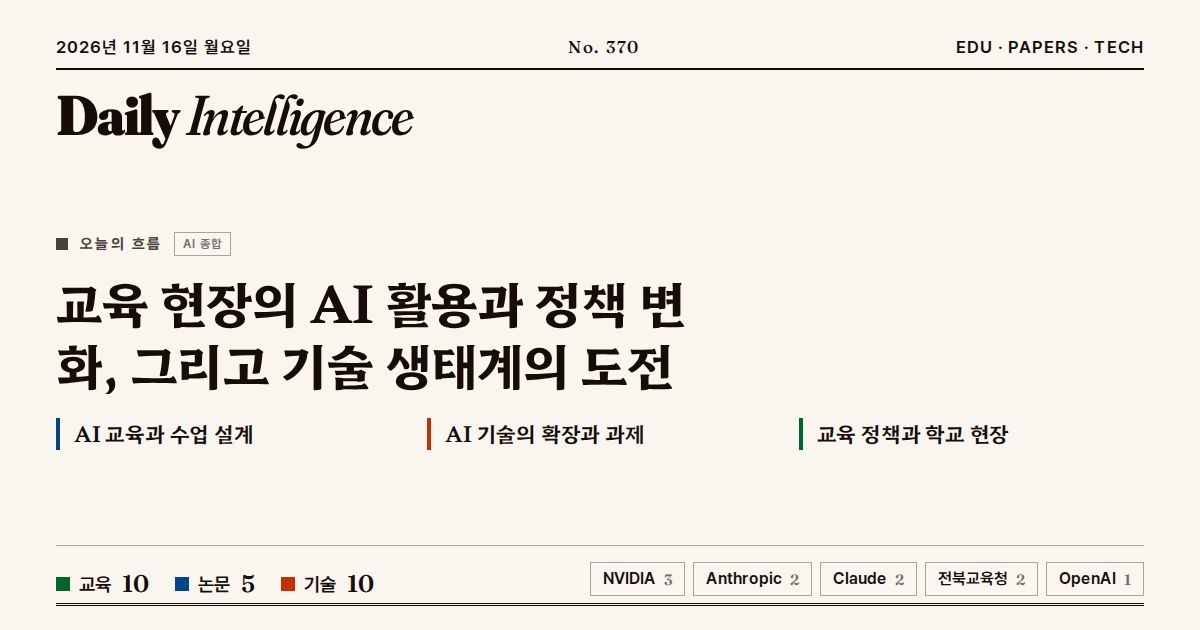 2026년 11월 16일 월요일
No. 370
EDU · PAPERS · TECH
Daily Intelligence
오늘의 흐름 AI 종합
교육 현장의 AI 활용과 정책 변
화, 그리고 기술 생태계의 도전
AI 교육과 수업 설계
AI 기술의 확장과 과제
교육 정책과 학교 현장
교육 10 논문 5 기술 10
NVIDIA 3 Anthropic 2 Claude 2 전북교육청 2 OpenAI 1